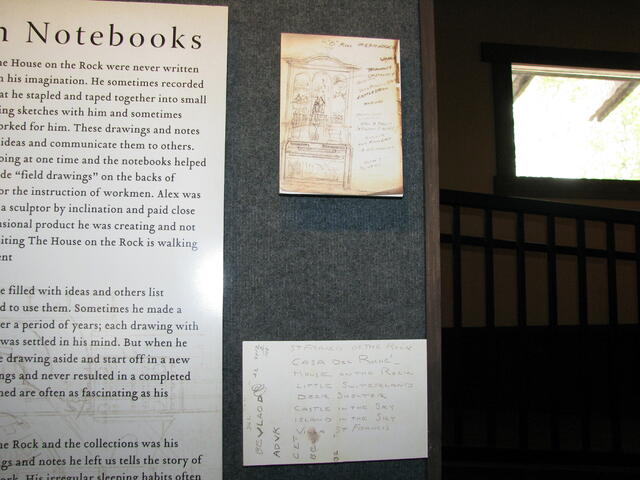 n Notebooks
he House on the Rock were never written
n his imagination. He sometimes recorded
at he stapled and taped together into small
ing sketches with him and sometimes
orked for him. These drawings and notes
ideas and communicate them to others.
oing at one time and the notebooks helped
de “field drawings” on the backs of
or the instruction of workmen. Alex was
a sculptor by inclination and paid close
nsional product he was creating and not
siting The House on the Rock is walking
ent
e filled with ideas and others list
d to use them. Sometimes he made a
er a period of years; each drawing with
was settled in his mind. But when he
e drawing aside and start off in a new
ngs and never resulted in a completed
ned are often as fascinating as his
he Rock and the collections was his
gs and notes he left us tells the story of
ork. His irregular sleeping habits often
St Francis of the Rock
Casa Del Roche
House on the Rock
Little Switzerland
Deer Shelter
Castle in the Sky
Island in the Sky
Villa St Francis
ADVK